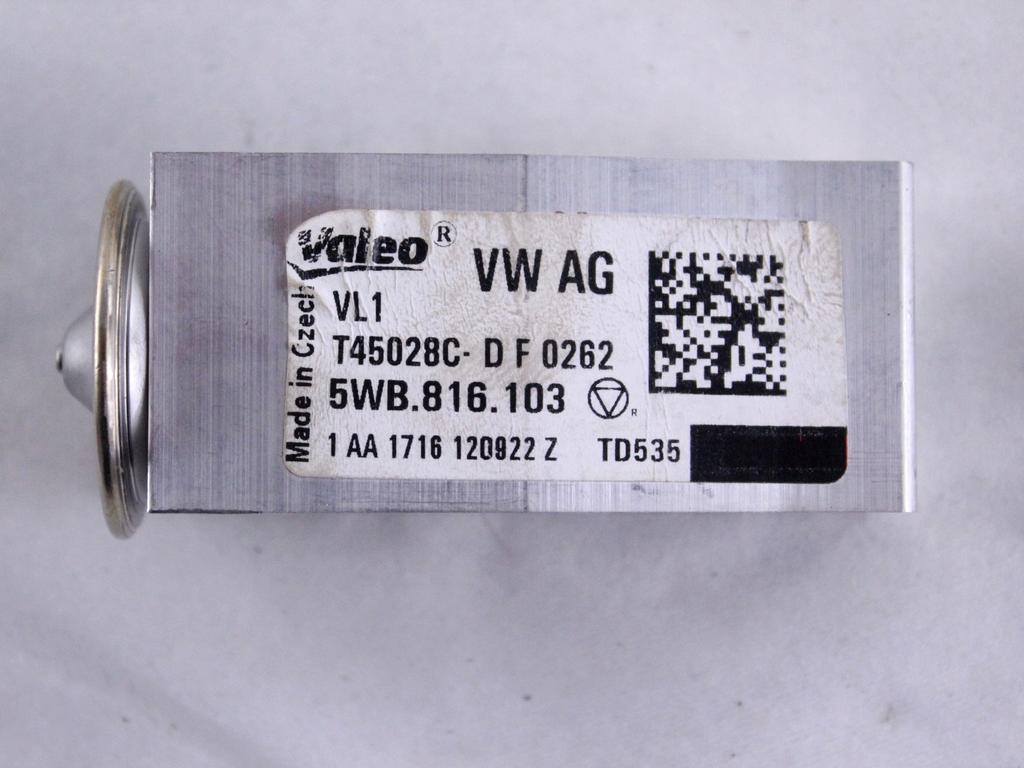 Valeo®
VW AG
VL1
T45028C- D F 0262
5WB.816.103
R
1 AA 1716 120922 Z TD535
Made in Czech